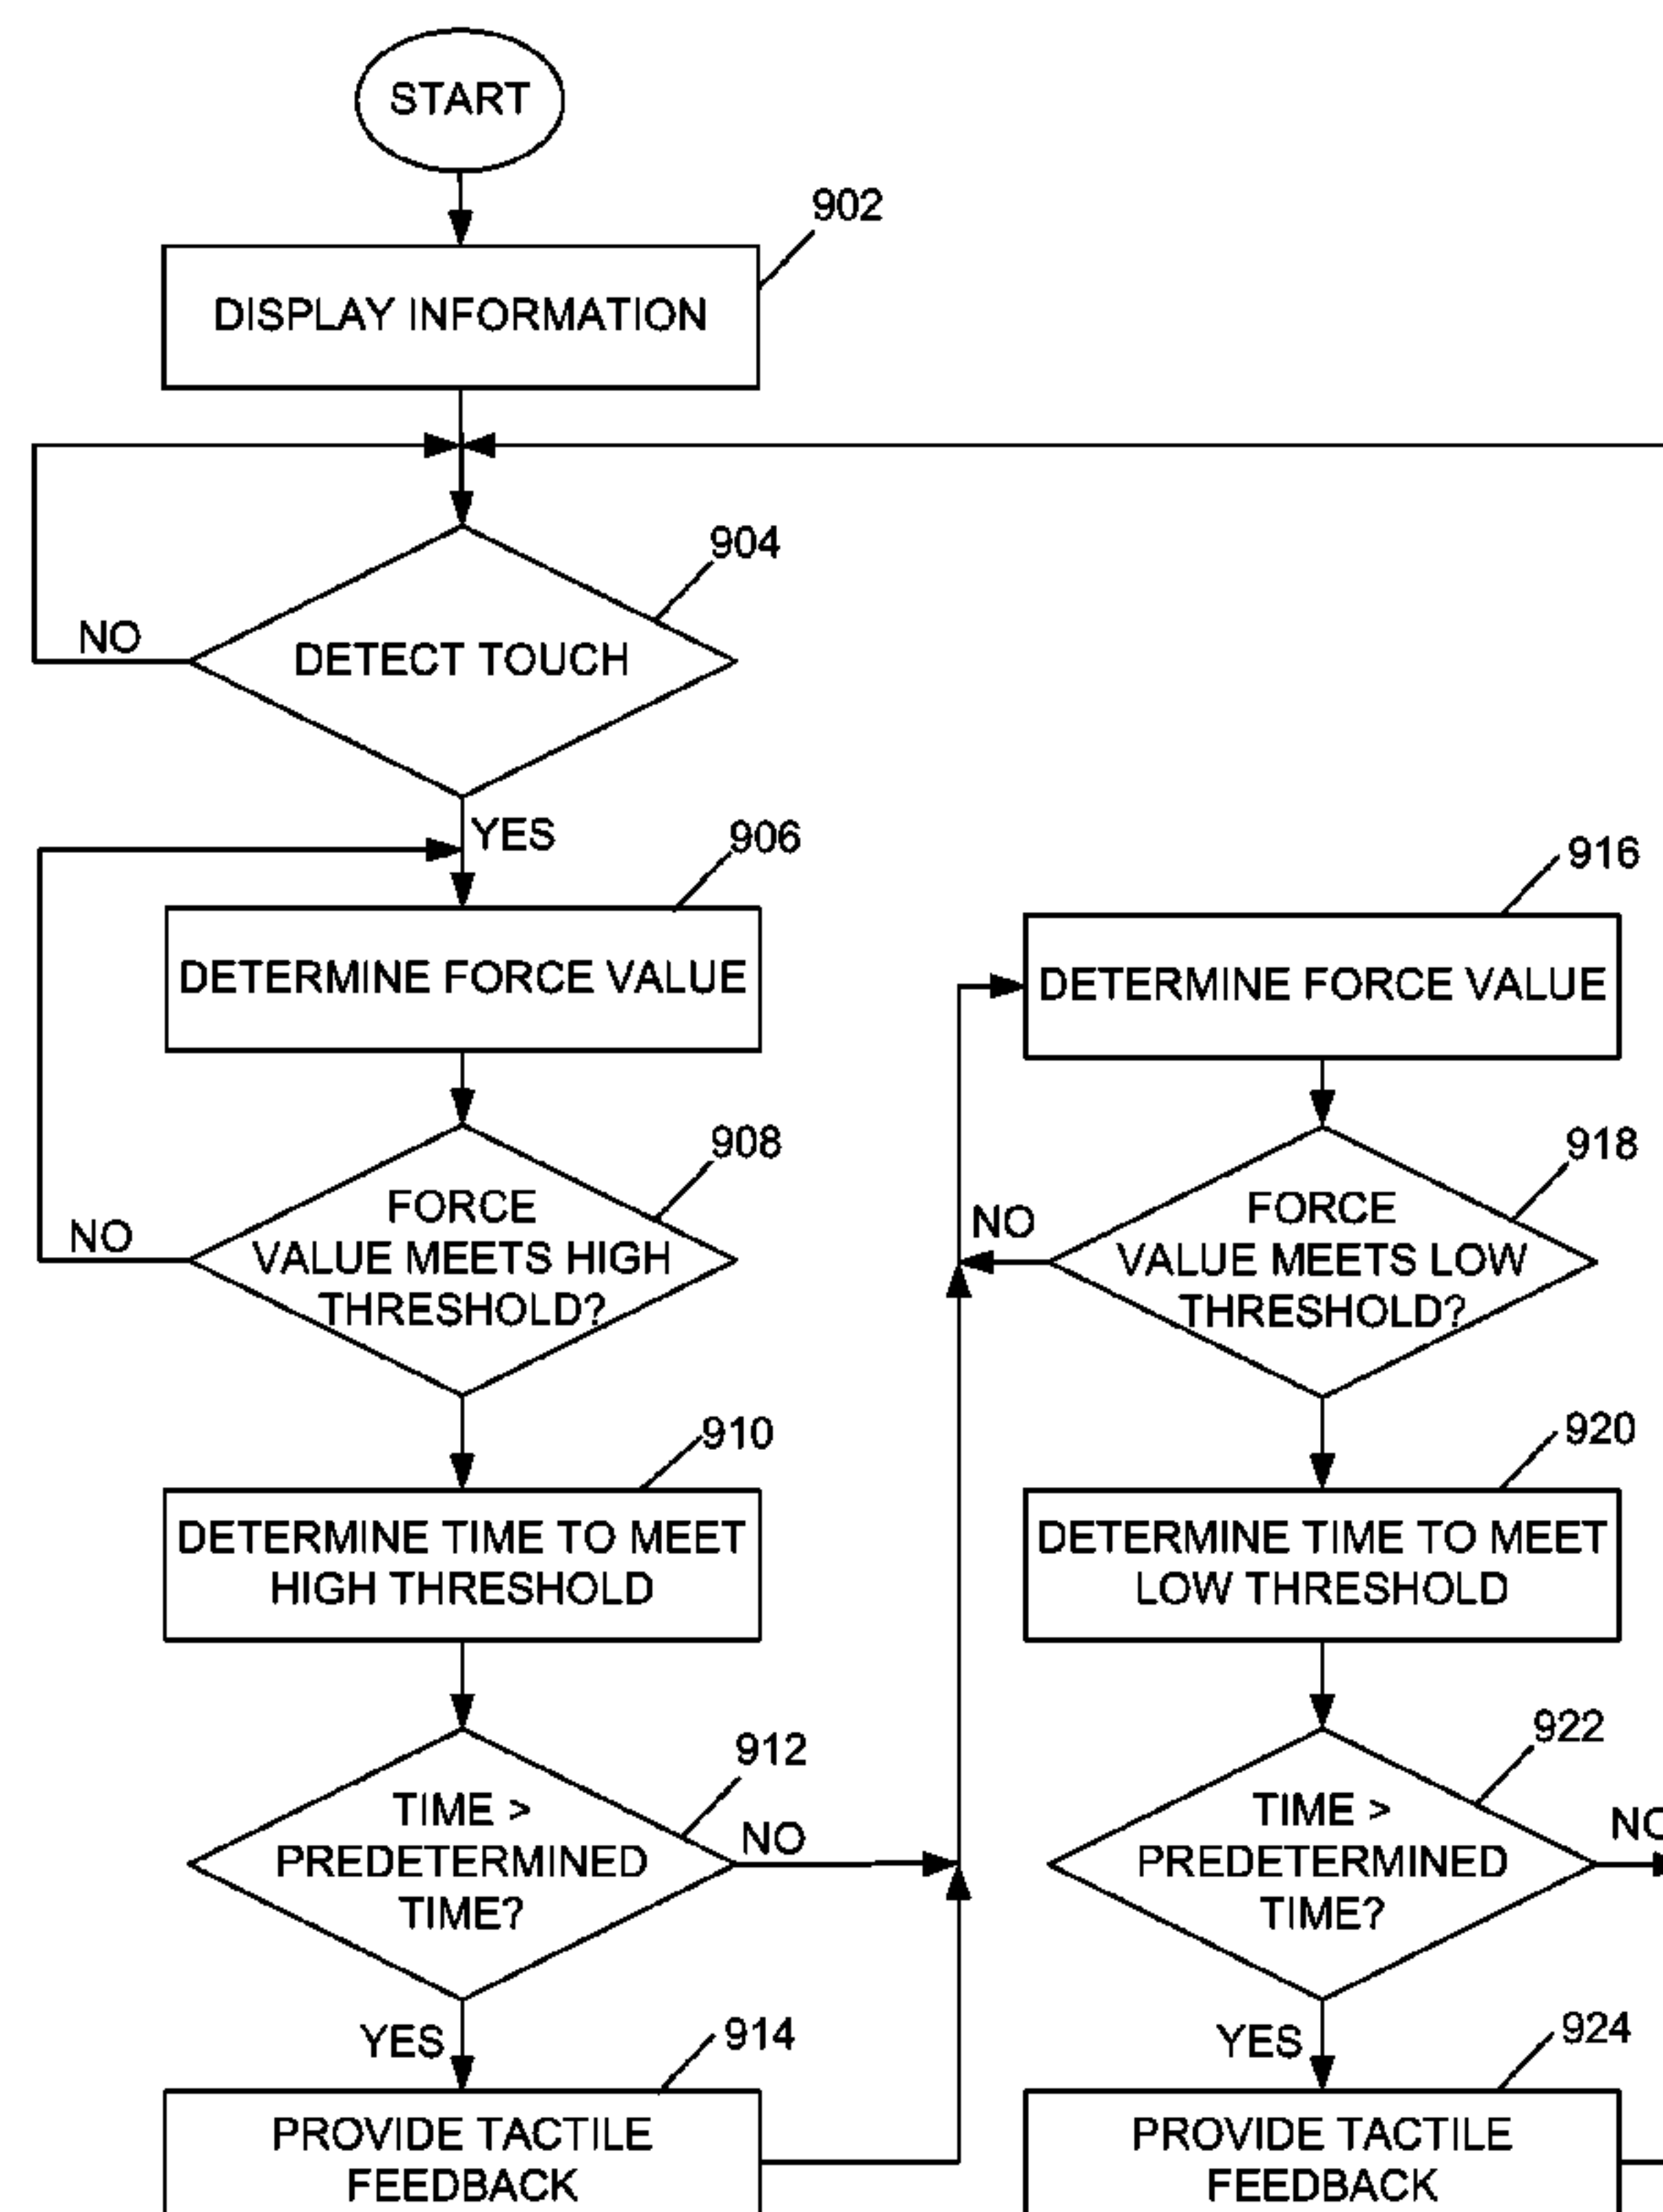 START
902
DISPLAY INFORMATION
904
DETECT TOUCH
NO
YES
906
DETERMINE FORCE VALUE
908
FORCE
VALUE MEETS HIGH
THRESHOLD?
NO
910
DETERMINE TIME TO MEET
HIGH THRESHOLD
912
TIME >
PREDETERMINED
TIME?
NO
YES
914
PROVIDE TACTILE
FEEDBACK
916
DETERMINE FORCE VALUE
918
FORCE
VALUE MEETS LOW
THRESHOLD?
NO
920
DETERMINE TIME TO MEET
LOW THRESHOLD
922
TIME >
PREDETERMINED
TIME?
NO
YES
924
PROVIDE TACTILE
FEEDBACK